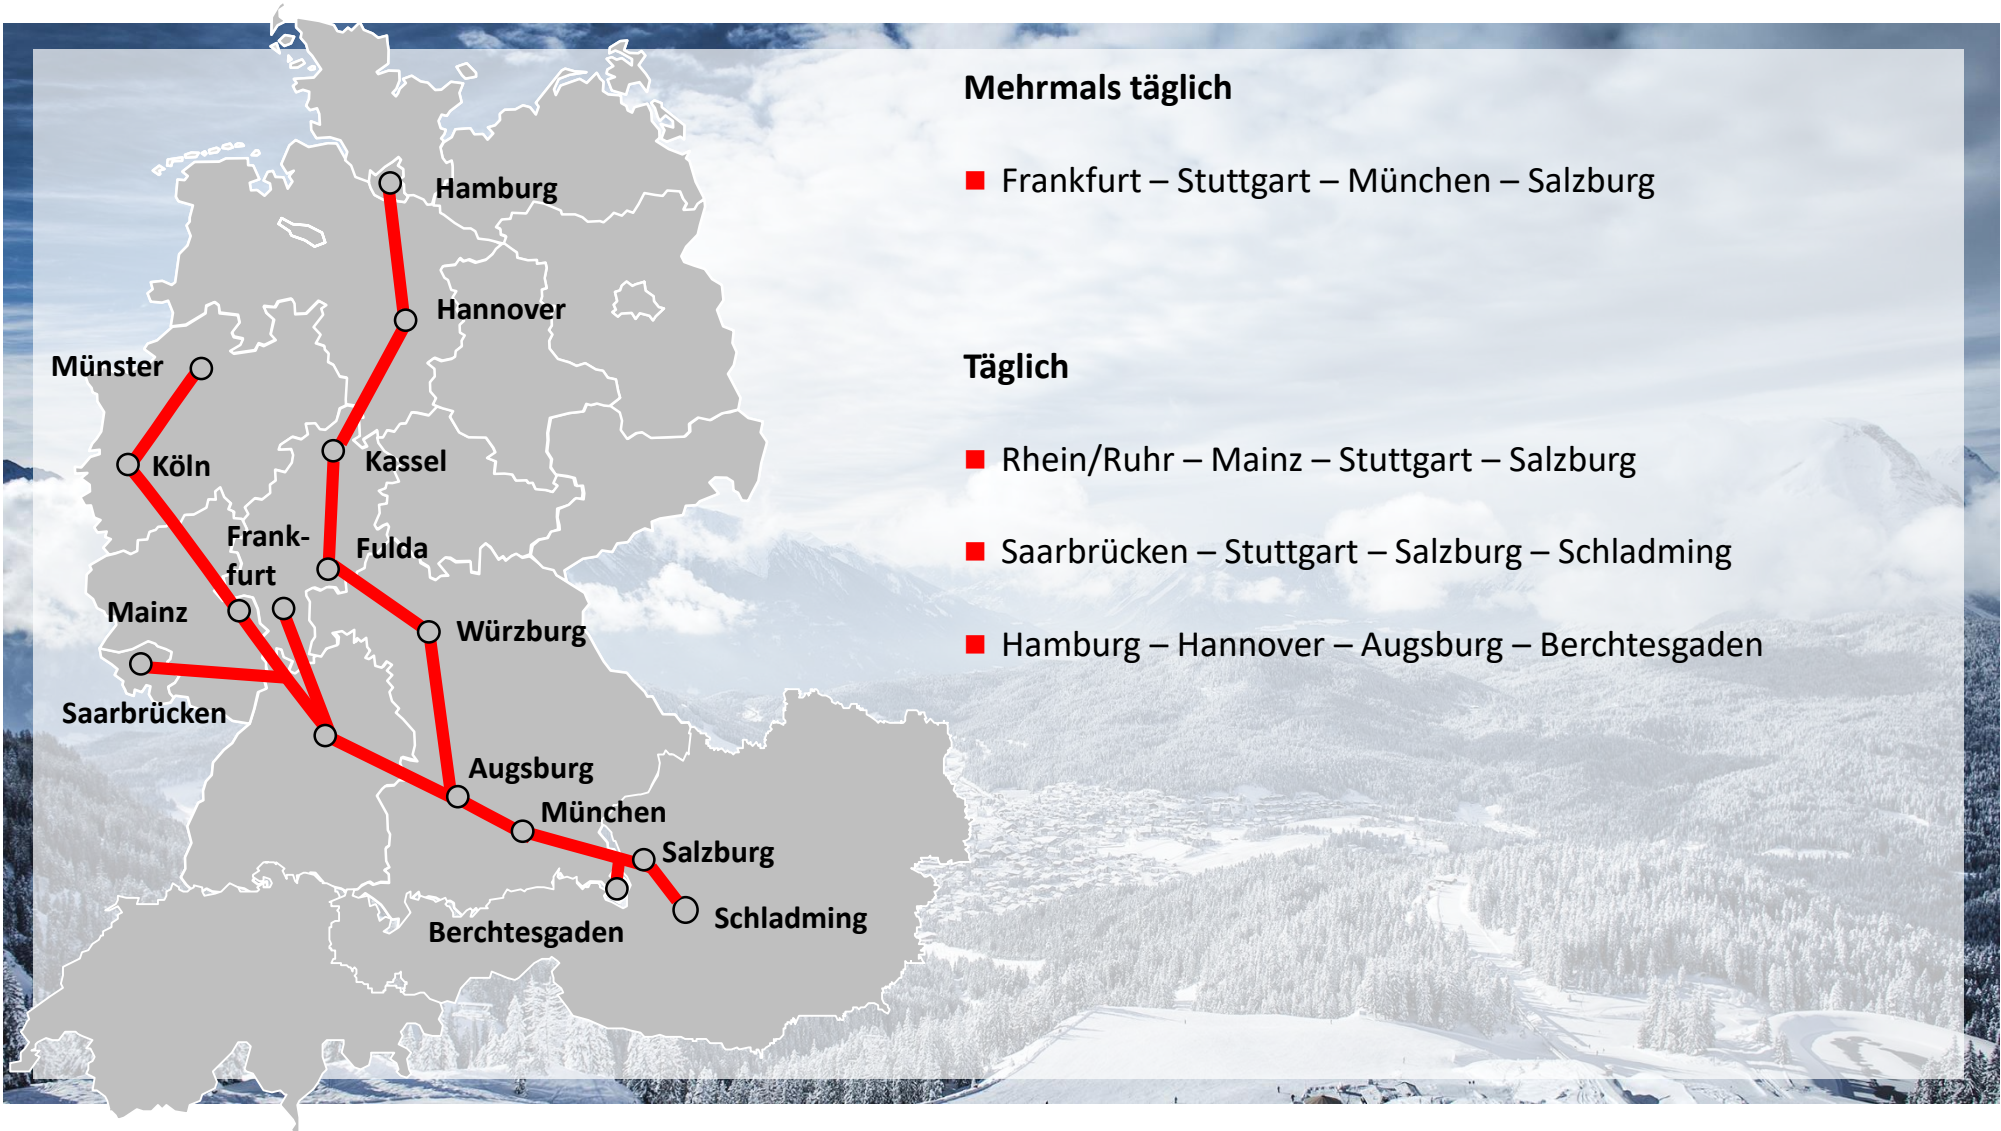 Mehrmals täglich
Frankfurt – Stuttgart – München – Salzburg
Täglich
Rhein/Ruhr – Mainz – Stuttgart – Salzburg
Saarbrücken – Stuttgart – Salzburg – Schladming
Hamburg – Hannover – Augsburg – Berchtesgaden
Hamburg
Hannover
Münster
Köln
Kassel
Frank-
furt
Fulda
Mainz
Würzburg
Saarbrücken
Augsburg
München
Salzburg
Schladming
Berchtesgaden